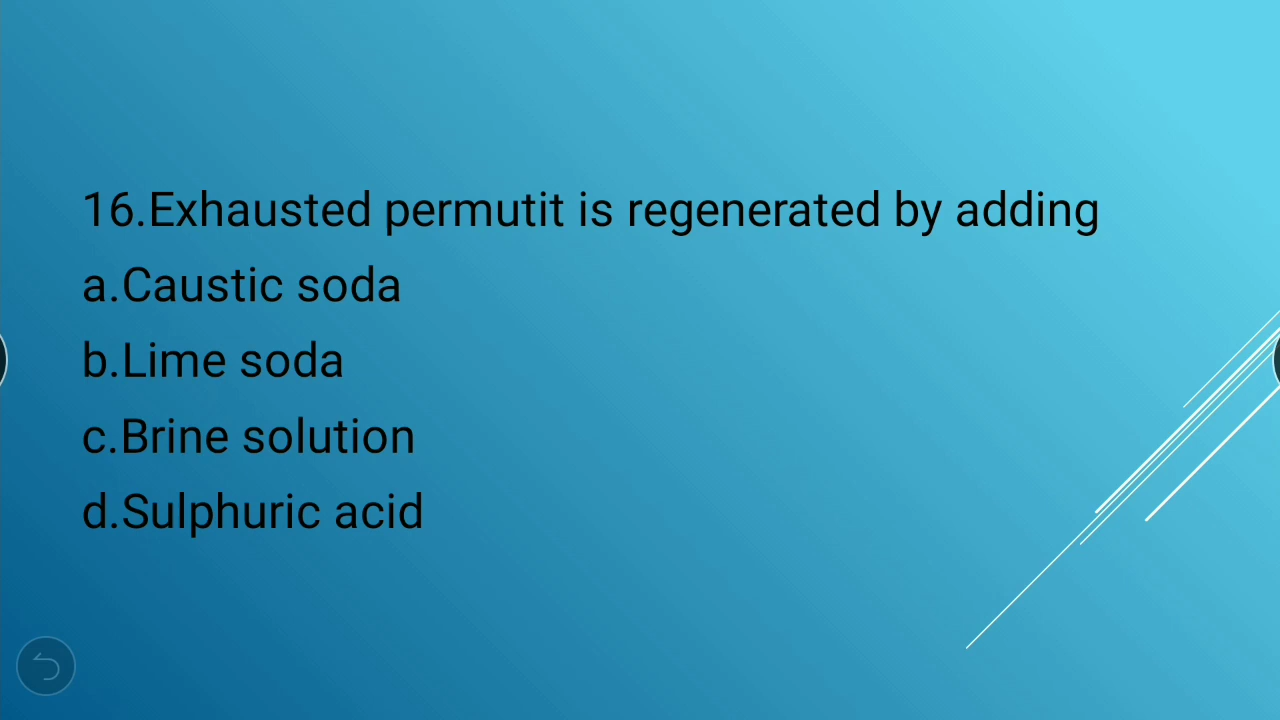 16.Exhausted permutit is regenerated by adding
a.Caustic soda
b.Lime soda
c.Brine solution
d.Sulphuric acid